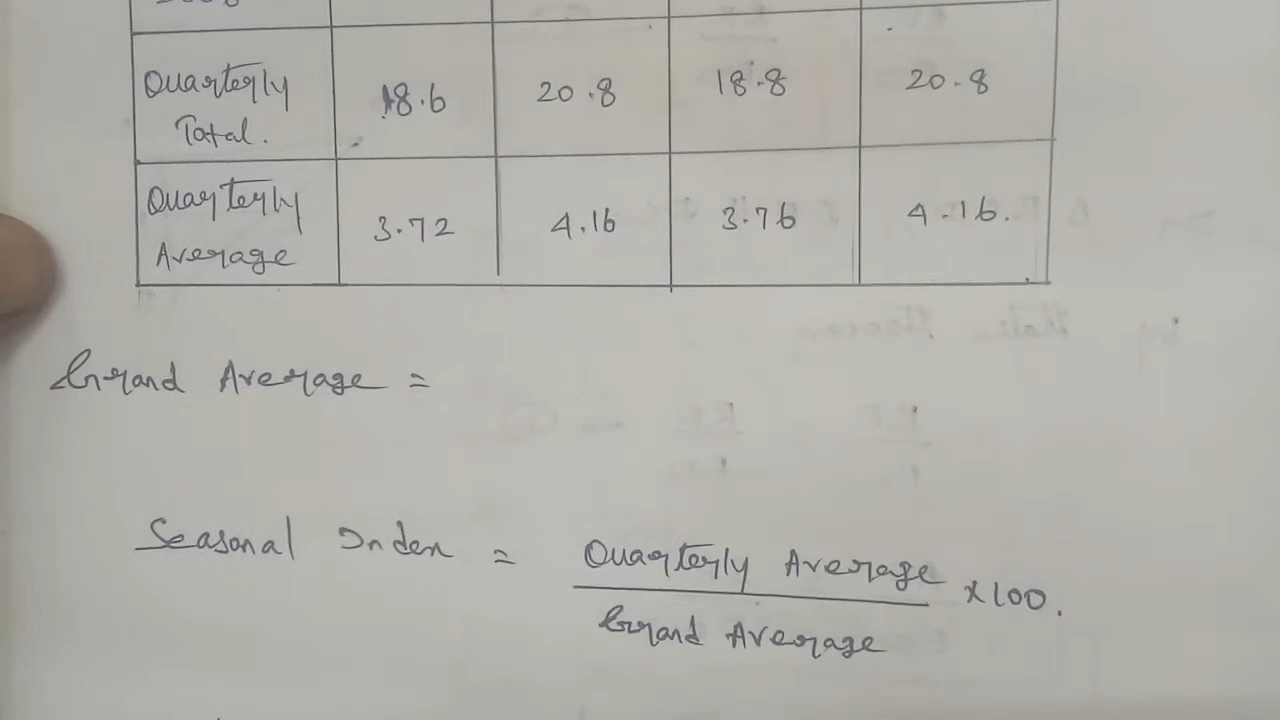 Quarterly Total. 18.6 20.8 18.8 20.8
Quarterly Average 3.72 4.16 3.76 4.16.
Grand Average =
Seasonal Index = Quarterly Average / Grand Average × 100.